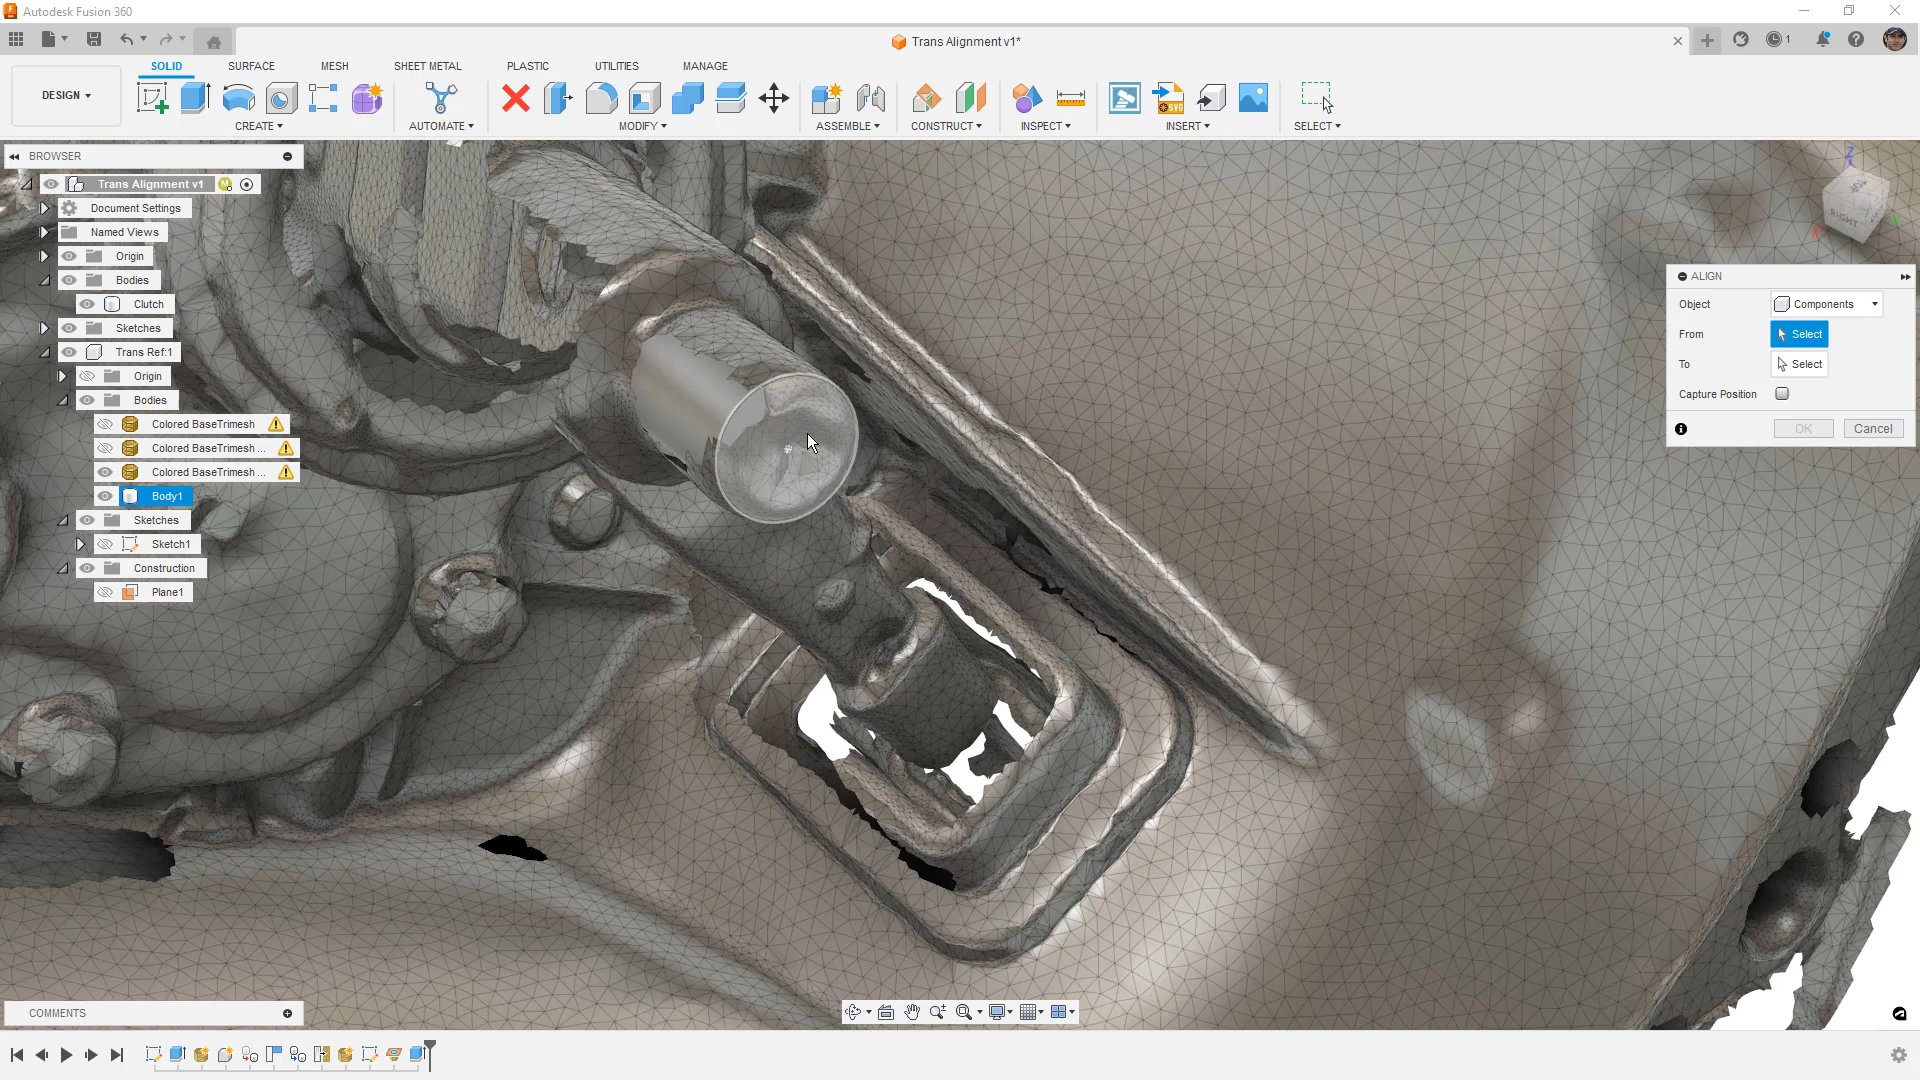 Autodesk Fusion 360
Trans Alignment v1*
1
DESIGN
SOLID
SURFACE
MESH
SHEET METAL
PLASTIC
UTILITIES
MANAGE
CREATE
AUTOMATE
MODIFY
ASSEMBLE
CONSTRUCT
INSPECT
INSERT
SELECT
BROWSER
Trans Alignment v1
Document Settings
Named Views
Origin
Bodies
Clutch
Sketches
Trans Ref:1
Origin
Bodies
Colored BaseTrimesh
Colored BaseTrimesh ...
Colored BaseTrimesh ...
Body1
Sketches
Sketch1
Construction
Plane1
Z
TOP
RIGHT
ALIGN
Object Components
From Select
To Select
Capture Position
OK Cancel
COMMENTS